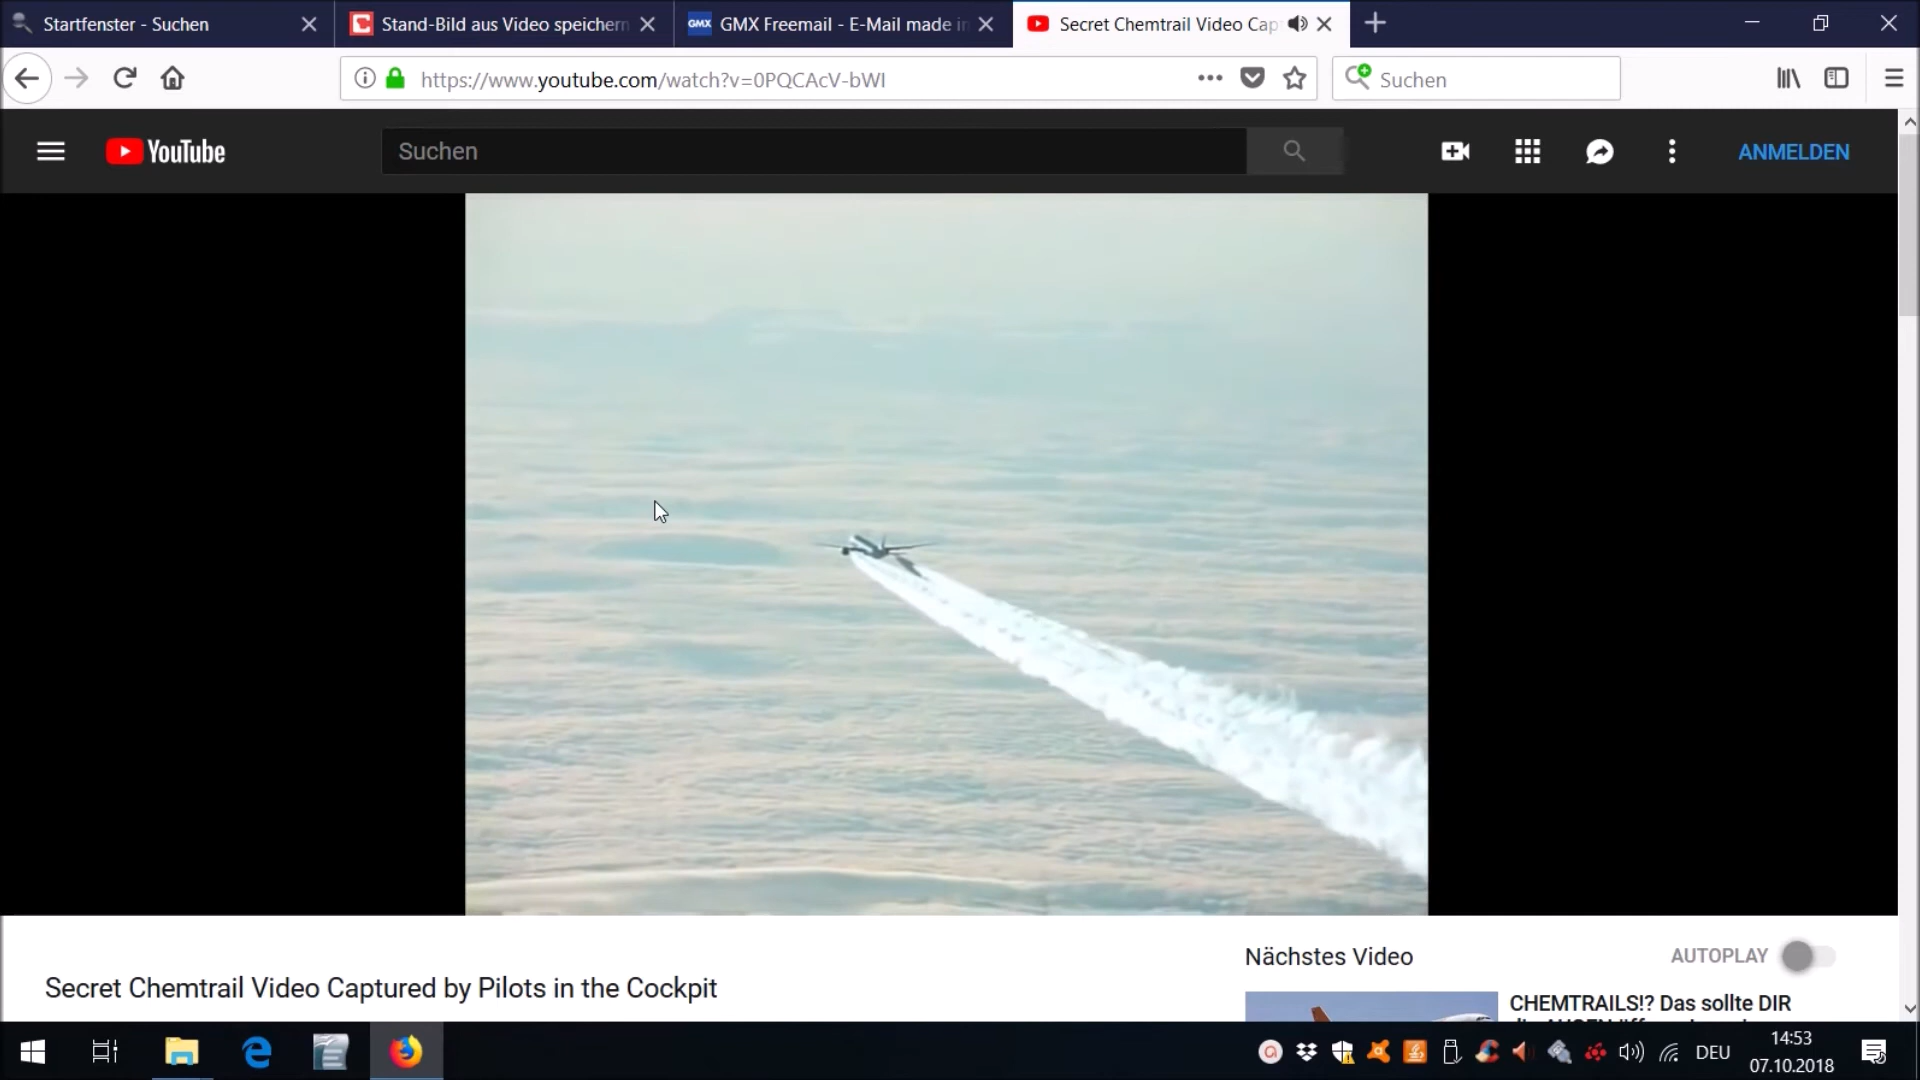 Startfenster - Suchen
Stand-Bild aus Video speichern
GMX
GMX Freemail - E-Mail made in
Secret Chemtrail Video Cap
https://www.youtube.com/watch?v=0PQCAcV-bWI
Suchen
YouTube
Suchen
ANMELDEN
Nächstes Video
AUTOPLAY
Secret Chemtrail Video Captured by Pilots in the Cockpit
CHEMTRAILS!? Das sollte DIR
DEU
14:53
07.10.2018